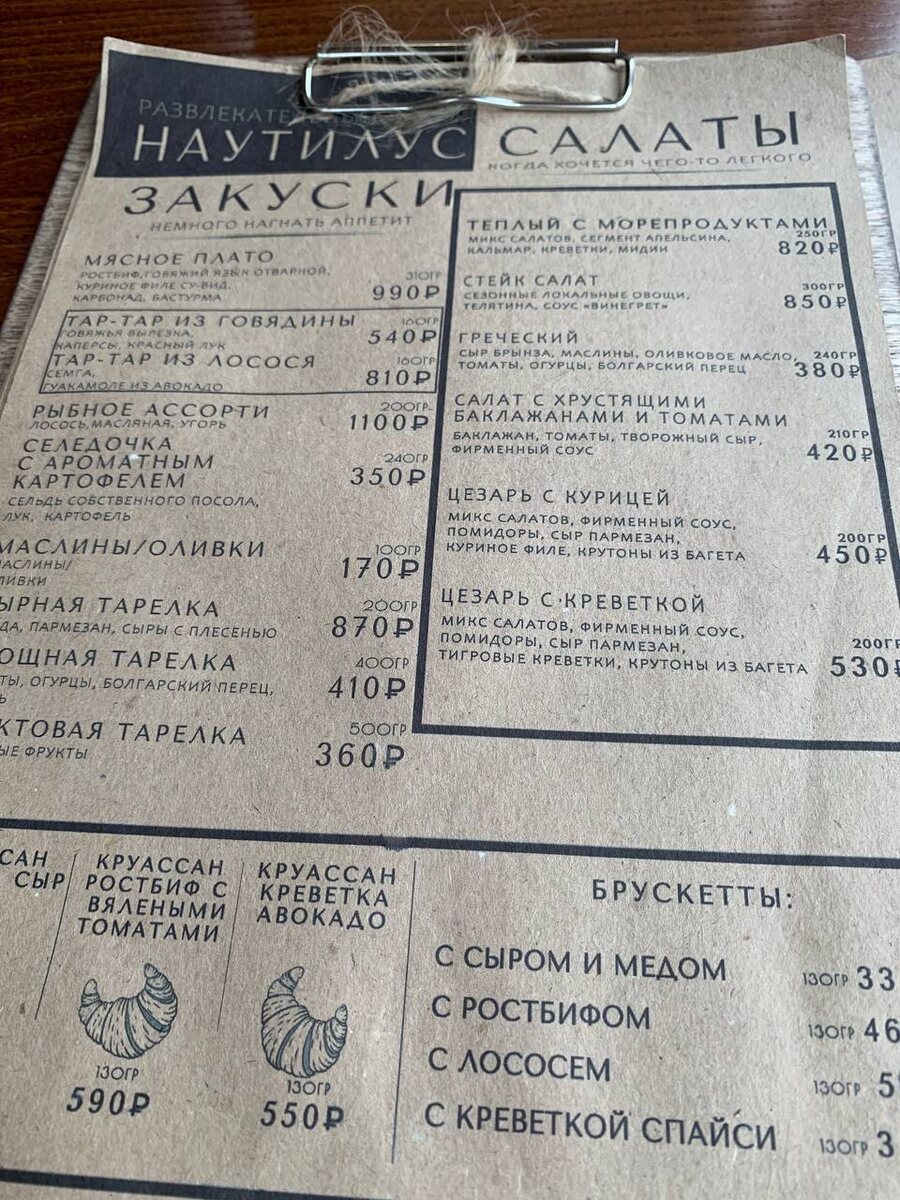 НАУТИЛУС
ЗАКУСКИ
НЕМНОГО НАГНАТЬ АППЕТИТ
МЯСНОЕ ПЛАТО
РОСТБИФ, ГОВЯЖИЙ ЯЗЫК ОТВАРНОЙ,
КУРИНОЕ ФИЛЕ СУ-ВИД,
КАРБОНАД, БАСТУРМА
310ГР
990₽
ТАР-ТАР ИЗ ГОВЯДИНЫ
ГОВЯЖЬЯ ВЫРЕЗКА,
КАПЕРСЫ, КРАСНЫЙ ЛУК
160ГР
540₽
ТАР-ТАР ИЗ ЛОСОСЯ
СЕМГА,
ГУАКАМОЛЕ ИЗ АВОКАДО
160ГР
810₽
РЫБНОЕ АССОРТИ
ЛОСОСЬ, МАСЛЯНАЯ, УГОРЬ
200ГР
1100₽
СЕЛЕДОЧКА
С АРОМАТНЫМ
КАРТОФЕЛЕМ
СЕЛЬДЬ СОБСТВЕННОГО ПОСОЛА,
ЛУК, КАРТОФЕЛЬ
240ГР
350₽
МАСЛИНЫ/ОЛИВКИ
100ГР
170₽
ТАРЕЛКА
ПАРМЕЗАН, СЫРЫ С ПЛЕСЕНЬЮ
200ГР
870₽
ТАРЕЛКА
ОГУРЦЫ, БОЛГАРСКИЙ ПЕРЕЦ,
400ГР
410₽
ТАРЕЛКА
ФРУКТЫ
500ГР
360₽
САЛАТЫ
КОГДА ХОЧЕТСЯ ЧЕГО-ТО ЛЕГКОГО
ТЕПЛЫЙ С МОРЕПРОДУКТАМИ
МИКС САЛАТОВ, СЕГМЕНТ АПЕЛЬСИНА,
КАЛЬМАР, КРЕВЕТКИ, МИДИИ
250ГР
820₽
СТЕЙК САЛАТ
СЕЗОННЫЕ ЛОКАЛЬНЫЕ ОВОЩИ,
ТЕЛЯТИНА, СОУС «ВИНЕГРЕТ»
300ГР
850₽
ГРЕЧЕСКИЙ
СЫР БРЫНЗА, МАСЛИНЫ, ОЛИВКОВОЕ МАСЛО,
ТОМАТЫ, ОГУРЦЫ, БОЛГАРСКИЙ ПЕРЕЦ
240ГР
380₽
САЛАТ С ХРУСТЯЩИМИ
БАКЛАЖАНАМИ И ТОМАТАМИ
БАКЛАЖАН, ТОМАТЫ, ТВОРОЖНЫЙ СЫР,
ФИРМЕННЫЙ СОУС
210ГР
420₽
ЦЕЗАРЬ С КУРИЦЕЙ
МИКС САЛАТОВ, ФИРМЕННЫЙ СОУС,
ПОМИДОРЫ, СЫР ПАРМЕЗАН,
КУРИНОЕ ФИЛЕ, КРУТОНЫ ИЗ БАГЕТА
200ГР
450₽
ЦЕЗАРЬ С КРЕВЕТКОЙ
МИКС САЛАТОВ, ФИРМЕННЫЙ СОУС,
ПОМИДОРЫ, СЫР ПАРМЕЗАН,
ТИГРОВЫЕ КРЕВЕТКИ, КРУТОНЫ ИЗ БАГЕТА
200ГР
530₽
СЫР
КРУАССАН
РОСТБИФ С
ВЯЛЕНЫМИ
ТОМАТАМИ
130ГР
590₽
КРУАССАН
КРЕВЕТКА
АВОКАДО
130ГР
550₽
БРУСКЕТТЫ:
С СЫРОМ И МЕДОМ 130ГР
С РОСТБИФОМ 130ГР
С ЛОСОСЕМ 130ГР
С КРЕВЕТКОЙ СПАЙСИ 130ГР